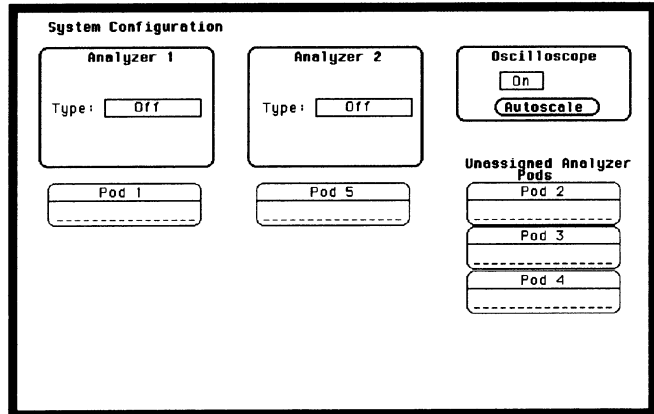 System Configuration
Analyzer 1
Type: Off
Analyzer 2
Type: Off
Oscilloscope
On
Autoscale
Pod 1
Pod 5
Unassigned Analyzer
Pods
Pod 2
Pod 3
Pod 4